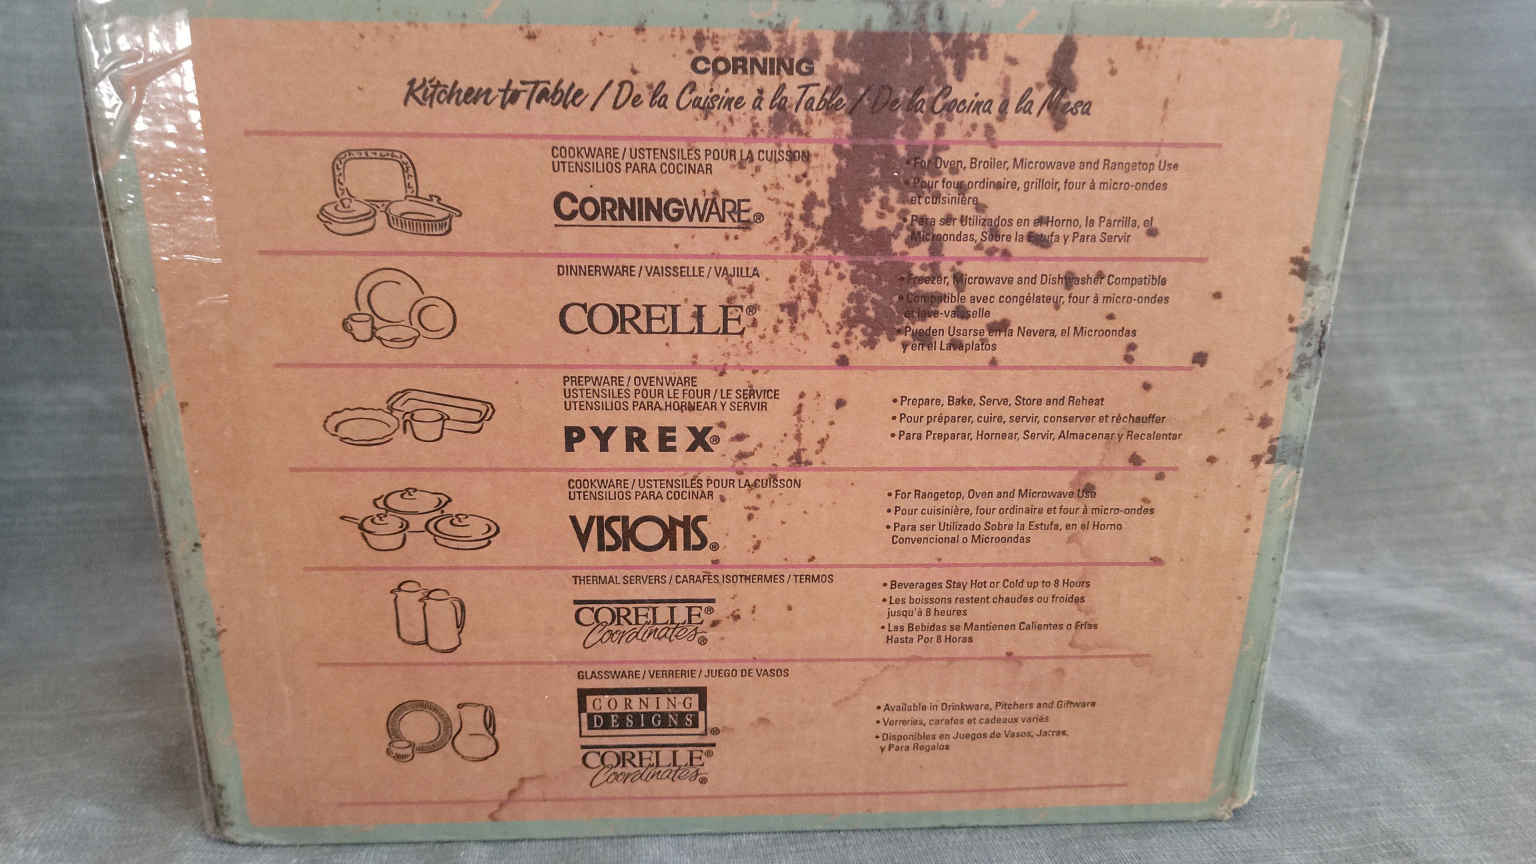 CORNING
Kitchen to Table / De la Cuisine à la Table / De la Cocina a la Mesa
COOKWARE / USTENSILES POUR LA CUISSON
UTENSILIOS PARA COCINAR
CORNINGWARE®
• For Oven, Broiler, Microwave and Rangetop Use
• Pour four ordinaire, grilloir, four à micro-ondes
et cuisinière
• Para ser Utilizados en el Horno, la Parrilla, el
Microondas, Sobre la Estufa y Para Servir
DINNERWARE / VAISSELLE / VAJILLA
CORELLE®
• Freezer, Microwave and Dishwasher Compatible
• Compatible avec congélateur, four à micro-ondes
et lave-vaisselle
• Pueden Usarse en la Nevera, el Microondas
y en el Lavaplatos
PREPWARE / OVENWARE
USTENSILES POUR LE FOUR / LE SERVICE
UTENSILIOS PARA HORNEAR Y SERVIR
PYREX®
• Prepare, Bake, Serve, Store and Reheat
• Pour préparer, cuire, servir, conserver et réchauffer
• Para Preparar, Hornear, Servir, Almacenar y Recalentar
COOKWARE / USTENSILES POUR LA CUISSON
UTENSILIOS PARA COCINAR
VISIONS®
• For Rangetop, Oven and Microwave Use
• Pour cuisinière, four ordinaire et four à micro-ondes
• Para ser Utilizado Sobre la Estufa, en el Horno
Convencional o Microondas
THERMAL SERVERS / CARAFES ISOTHERMES / TERMOS
CORELLE®
Coordinates®
• Beverages Stay Hot or Cold up to 8 Hours
• Les boissons restent chaudes ou froides
jusqu'à 8 heures
• Las Bebidas se Mantienen Calientes o Frías
Hasta Por 8 Horas
GLASSWARE / VERRERIE / JUEGO DE VASOS
CORNING
DESIGNS®
CORELLE®
Coordinates®
• Available in Drinkware, Pitchers and Giftware
• Verreries, carafes et cadeaux variés
• Disponibles en Juegos de Vasos, Jarras,
y Para Regalos